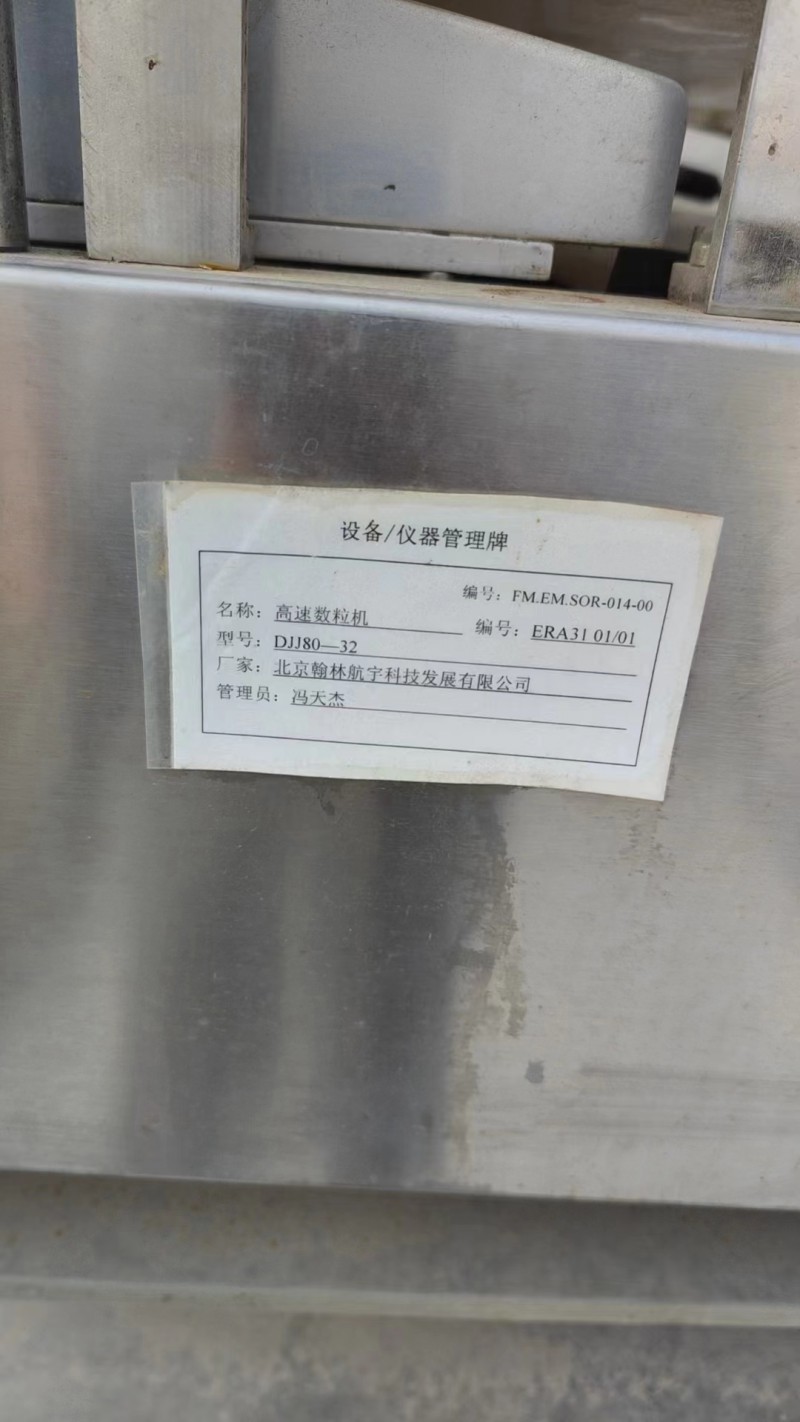 设备/仪器管理牌
编号：FM.EM.SOR-014-00
名称：高速数粒机 编号：ERA31 01/01
型号：DJJ80—32
厂家：北京翰林航宇科技发展有限公司
管理员：冯天杰